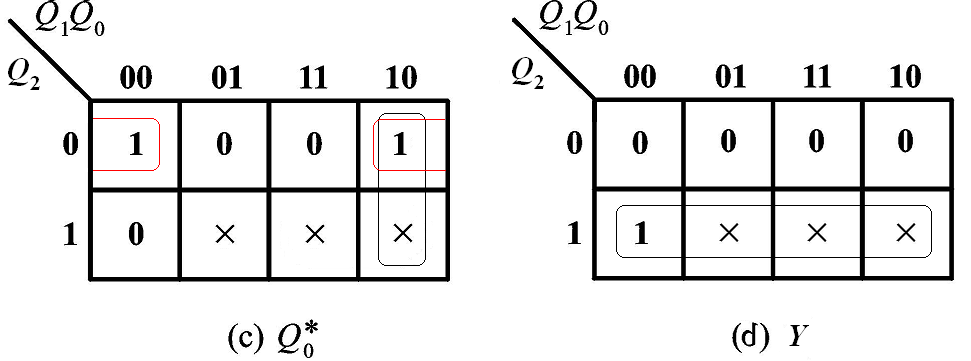 Q₁Q₀ Q₁Q₀
Q₂ 00 01 11 10 Q₂ 00 01 11 10
0 1 0 0 1 0 0 0 0 0
1 0 × × × 1 1 × × ×
(c) Q₀* (d) Y